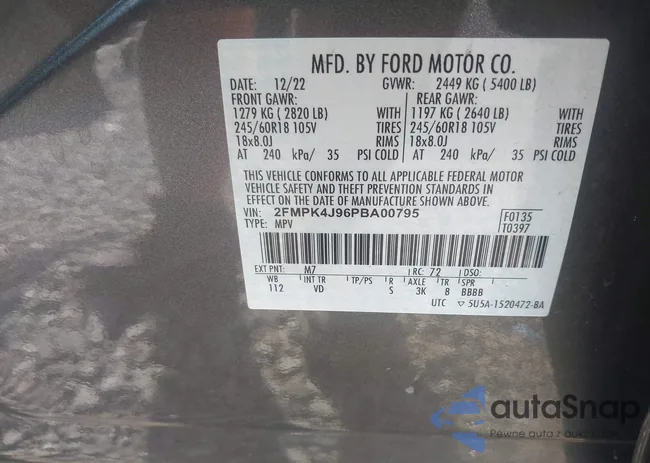 MFD. BY FORD MOTOR CO.
DATE: 12/22 GVWR: 2449 KG ( 5400 LB)
FRONT GAWR: REAR GAWR:
1279 KG ( 2820 LB) WITH 1197 KG ( 2640 LB) WITH
245/60R18 105V TIRES 245/60R18 105V TIRES
18x8.0J RIMS 18x8.0J RIMS
AT 240 kPa/ 35 PSI COLD AT 240 kPa/ 35 PSI COLD
THIS VEHICLE CONFORMS TO ALL APPLICABLE FEDERAL MOTOR
VEHICLE SAFETY AND THEFT PREVENTION STANDARDS IN
EFFECT ON THE DATE OF MANUFACTURE SHOWN ABOVE.
VIN: 2FMPK4J96PBA00795 F0135
TYPE: MPV T0397
EXT PNT: M7 RC: 72
WB INT TR TP/PS R AXLE TR SPR
112 VD S 3K 8 BBBB
UTC ▽ 5U5A-1520472-BA
autaSnap
Pewne auta z aukcji